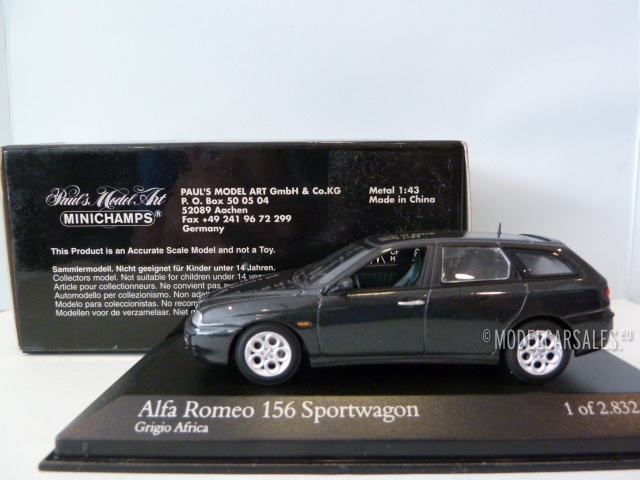 Paul's Model Art
MINICHAMPS®
PAUL'S MODEL ART GmbH & Co.KG
P. O. Box 50 05 04
52089 Aachen
Fax +49 241 96 72 299
Germany
Metal 1:43
Made in China
This Product is an Accurate Scale Model and not a Toy.
Sammlermodell. Nicht geeignet für Kinder unter 14 Jahren.
Collectors model. Not suitable for children under 14
Article pour collectionneurs. Ne convient pas
Automodello per collezionismo. Non
Modelo para coleccionistas. No
Modellen voor de verzamelaar. Niet
© MODELCARSALES.eu
Alfa Romeo 156 Sportwagon
1 of 2.832
Grigio Africa